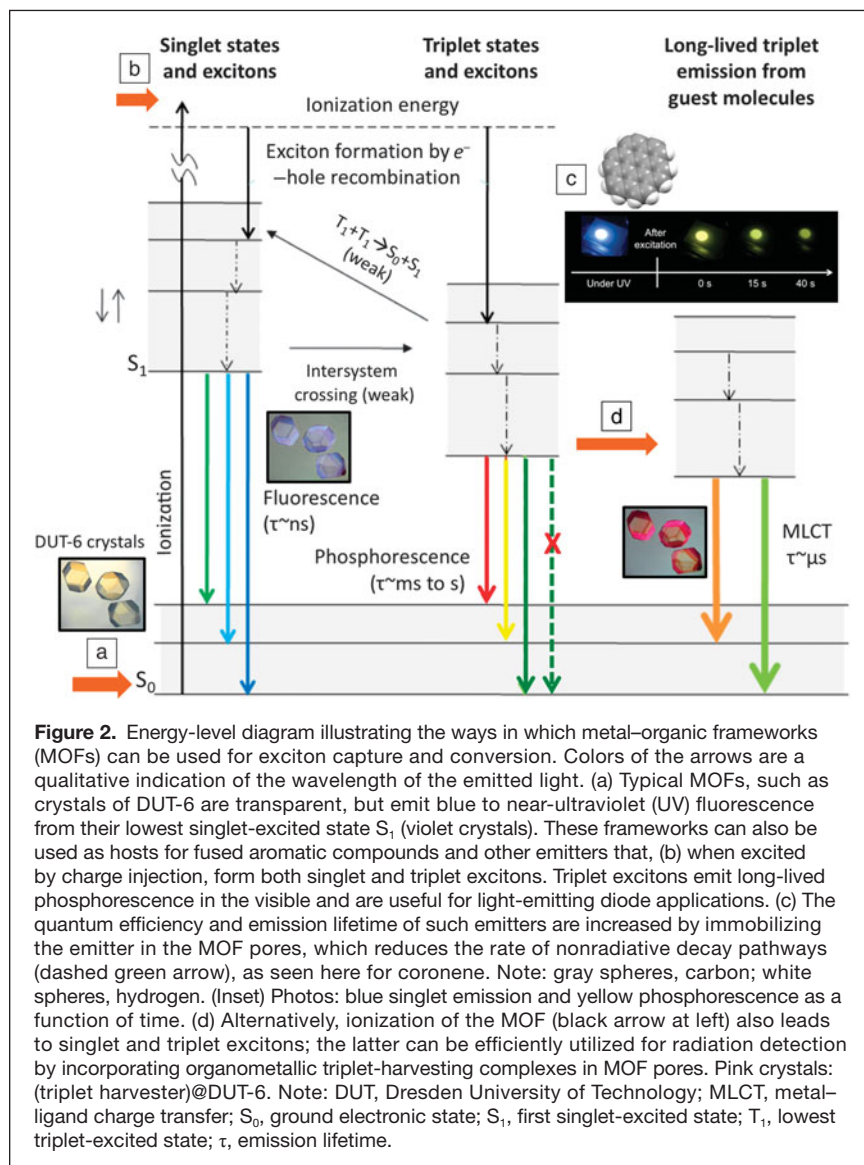 Singlet states
and excitons
Triplet states
and excitons
Long-lived triplet
emission from
guest molecules
b
Ionization energy
Exciton formation by e⁻
–hole recombination
c
T₁+T₁→S₀+S₁
(weak)
After
excitation
Under UV
0 s
15 s
40 s
S₁
Intersystem
crossing (weak)
d
Fluorescence
(τ~ns)
Ionization
DUT-6 crystals
Phosphorescence
(τ~ms to s)
X
MLCT
τ~μs
a
S₀
Figure 2. Energy-level diagram illustrating the ways in which metal–organic frameworks
(MOFs) can be used for exciton capture and conversion. Colors of the arrows are a
qualitative indication of the wavelength of the emitted light. (a) Typical MOFs, such as
crystals of DUT-6 are transparent, but emit blue to near-ultraviolet (UV) fluorescence
from their lowest singlet-excited state S₁ (violet crystals). These frameworks can also be
used as hosts for fused aromatic compounds and other emitters that, (b) when excited
by charge injection, form both singlet and triplet excitons. Triplet excitons emit long-lived
phosphorescence in the visible and are useful for light-emitting diode applications. (c) The
quantum efficiency and emission lifetime of such emitters are increased by immobilizing
the emitter in the MOF pores, which reduces the rate of nonradiative decay pathways
(dashed green arrow), as seen here for coronene. Note: gray spheres, carbon; white
spheres, hydrogen. (Inset) Photos: blue singlet emission and yellow phosphorescence as a
function of time. (d) Alternatively, ionization of the MOF (black arrow at left) also leads
to singlet and triplet excitons; the latter can be efficiently utilized for radiation detection
by incorporating organometallic triplet-harvesting complexes in MOF pores. Pink crystals:
(triplet harvester)@DUT-6. Note: DUT, Dresden University of Technology; MLCT, metal–
ligand charge transfer; S₀, ground electronic state; S₁, first singlet-excited state; T₁, lowest
triplet-excited state; τ, emission lifetime.